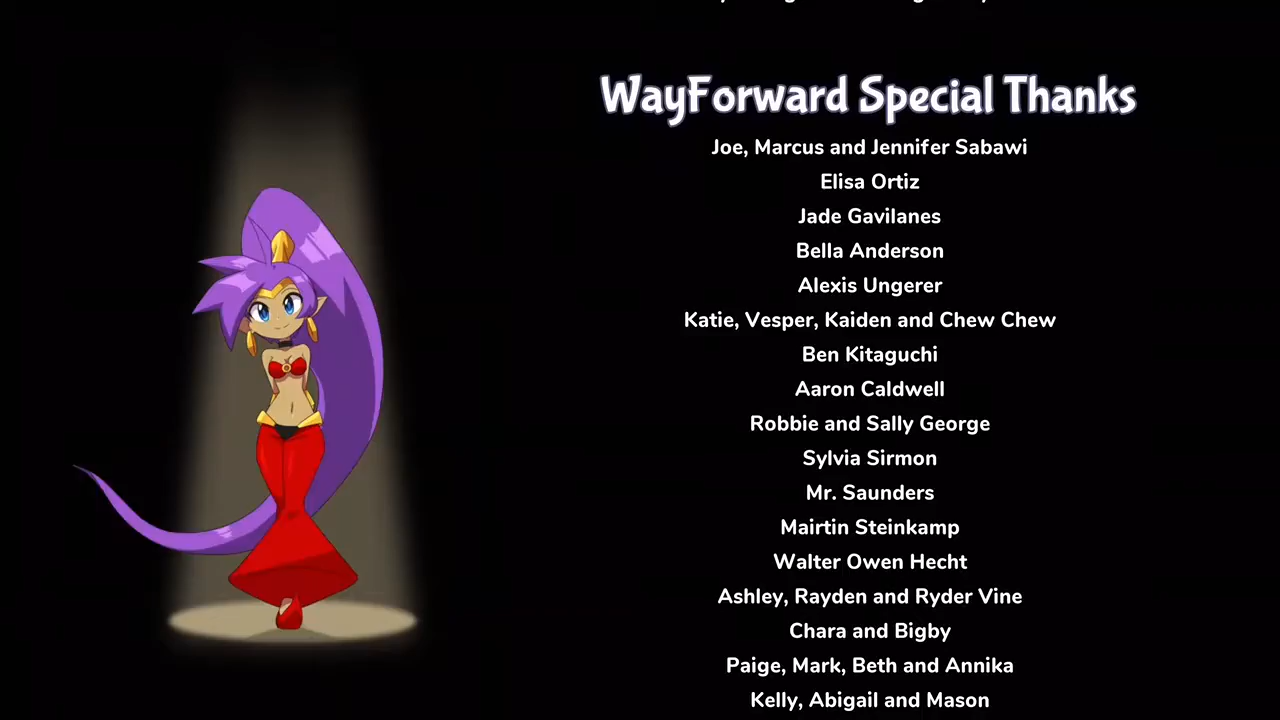 WayForward Special Thanks
Joe, Marcus and Jennifer Sabawi
Elisa Ortiz
Jade Gavilanes
Bella Anderson
Alexis Ungerer
Katie, Vesper, Kaiden and Chew Chew
Ben Kitaguchi
Aaron Caldwell
Robbie and Sally George
Sylvia Sirmon
Mr. Saunders
Mairtin Steinkamp
Walter Owen Hecht
Ashley, Rayden and Ryder Vine
Chara and Bigby
Paige, Mark, Beth and Annika
Kelly, Abigail and Mason